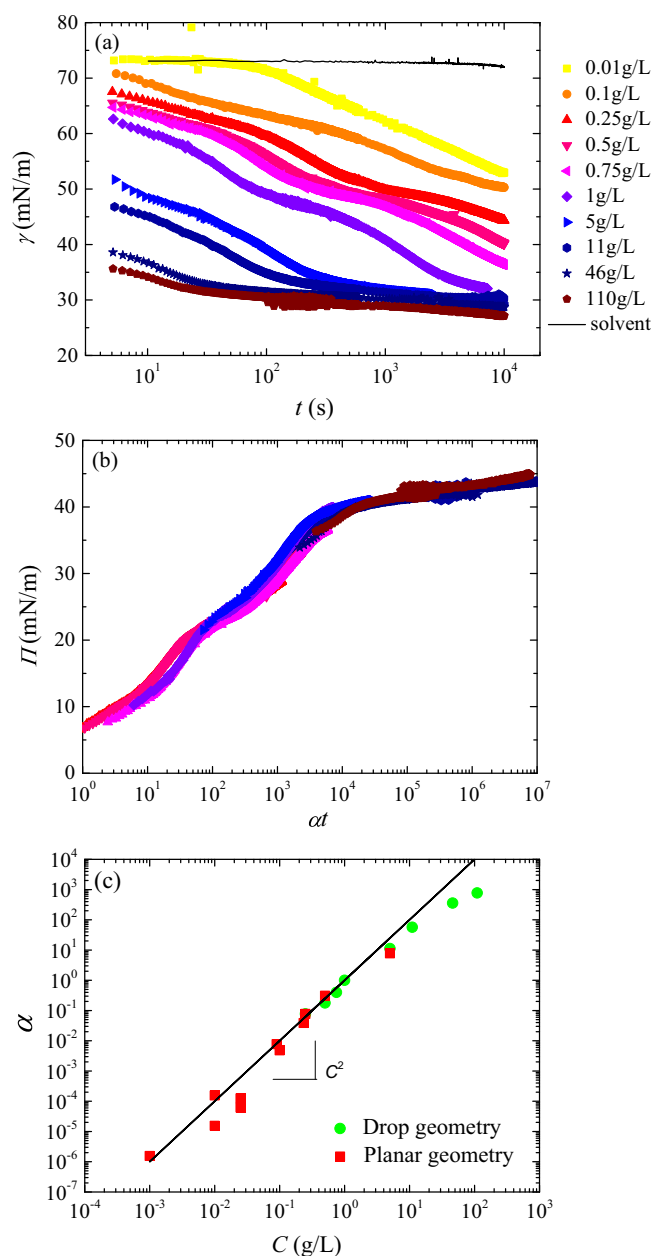 (a)
80
70
60
50
40
30
20
γ (mN/m)
10¹ 10² 10³ 10⁴
t (s)
0.01g/L
0.1g/L
0.25g/L
0.5g/L
0.75g/L
1g/L
5g/L
11g/L
46g/L
110g/L
solvent
(b)
50
40
30
20
10
0
Π (mN/m)
10⁰ 10¹ 10² 10³ 10⁴ 10⁵ 10⁶ 10⁷
αt
(c)
10⁴
10³
10²
10¹
10⁰
10⁻¹
10⁻²
10⁻³
10⁻⁴
10⁻⁵
10⁻⁶
10⁻⁷
α
C²
Drop geometry
Planar geometry
10⁻⁴ 10⁻³ 10⁻² 10⁻¹ 10⁰ 10¹ 10² 10³
C (g/L)